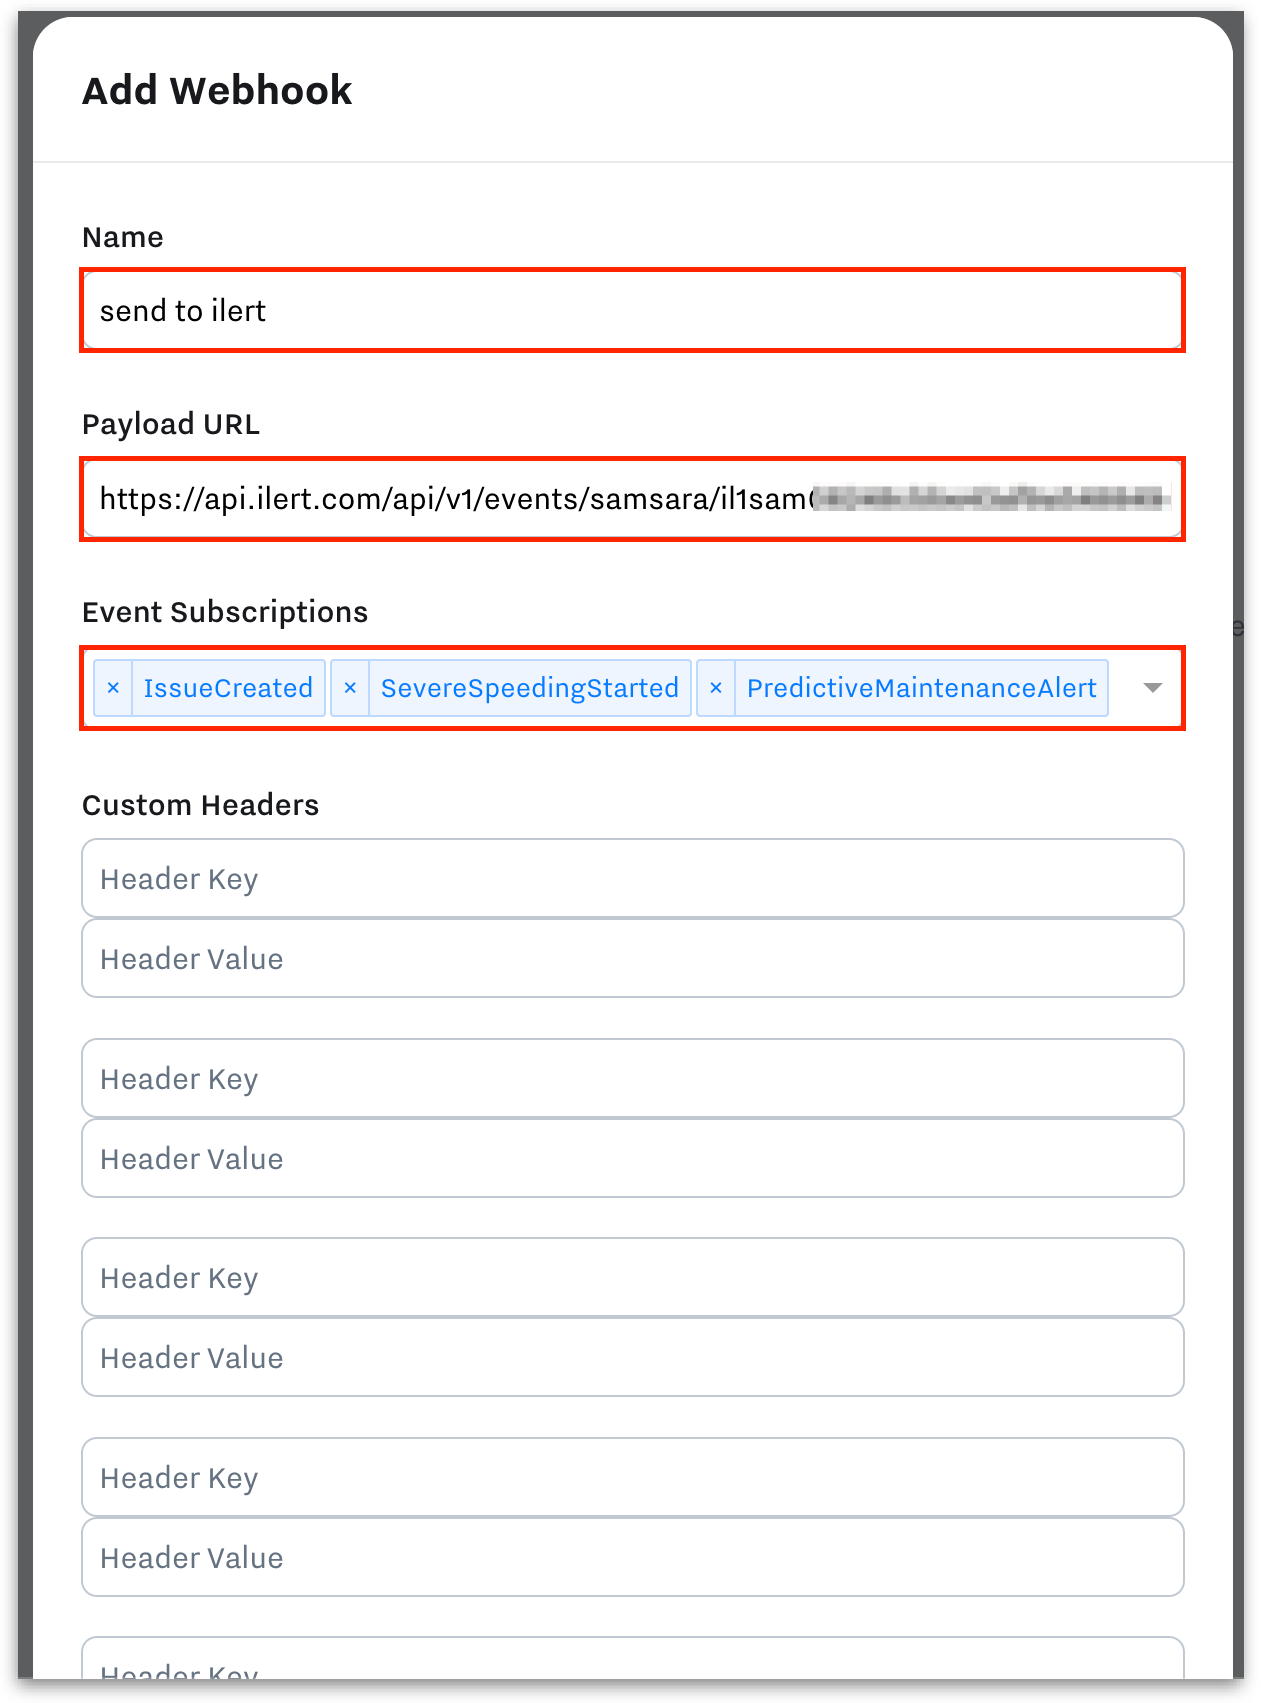 Add Webhook
Name
send to ilert
Payload URL
https://api.ilert.com/api/v1/events/samsara/il1sam
Event Subscriptions
× IssueCreated × SevereSpeedingStarted × PredictiveMaintenanceAlert
Custom Headers
Header Key
Header Value
Header Key
Header Value
Header Key
Header Value
Header Key
Header Value
Header Key